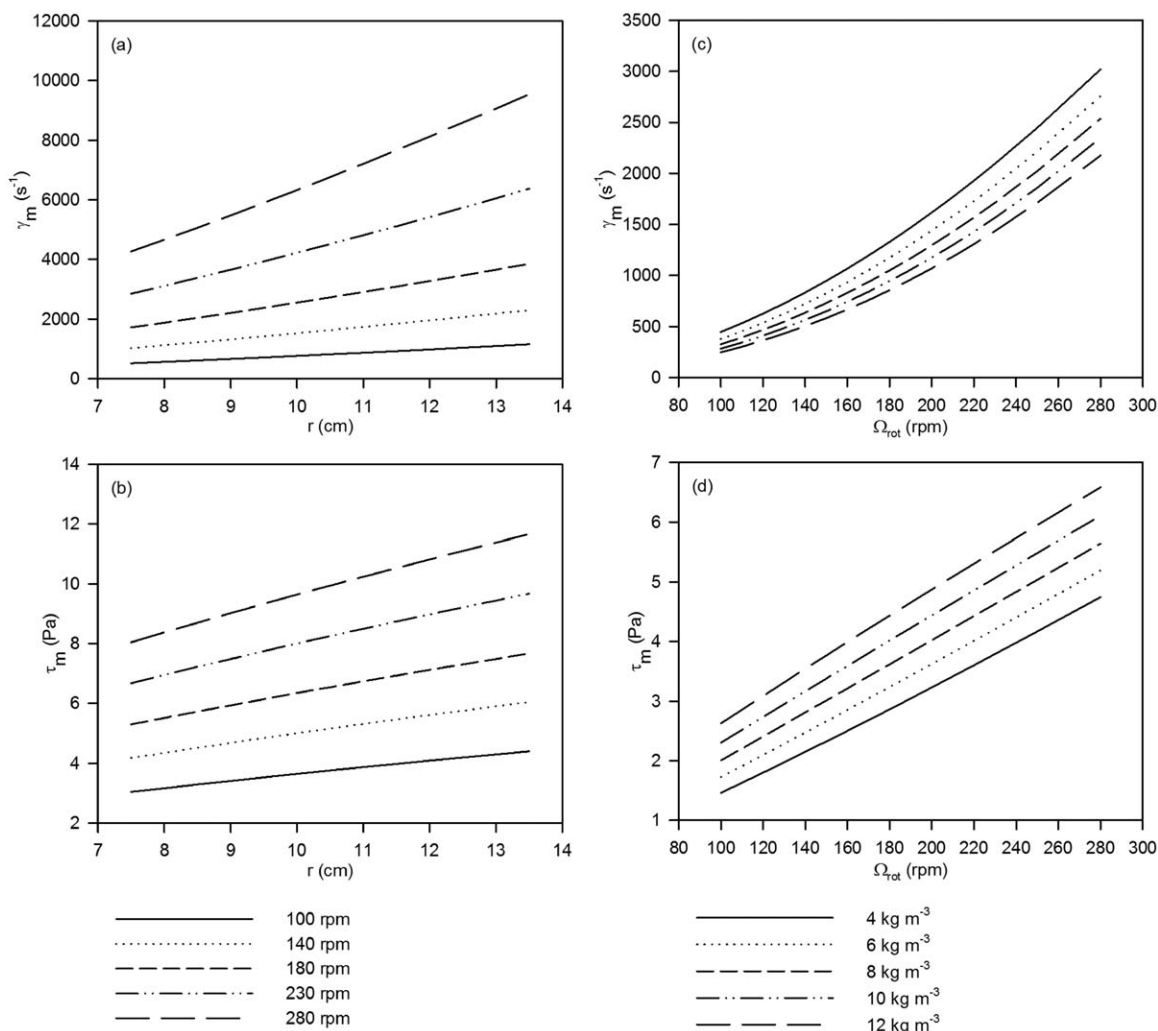 (a)
12000
10000
8000
6000
4000
2000
0
γm (s-1)
7 8 9 10 11 12 13 14
r (cm)
(c)
3500
3000
2500
2000
1500
1000
500
0
γm (s-1)
80 100 120 140 160 180 200 220 240 260 280 300
Ωrot (rpm)
(b)
14
12
10
8
6
4
2
τm (Pa)
7 8 9 10 11 12 13 14
r (cm)
(d)
7
6
5
4
3
2
1
τm (Pa)
80 100 120 140 160 180 200 220 240 260 280 300
Ωrot (rpm)
100 rpm
140 rpm
180 rpm
230 rpm
280 rpm
4 kg m-3
6 kg m-3
8 kg m-3
10 kg m-3
12 kg m-3